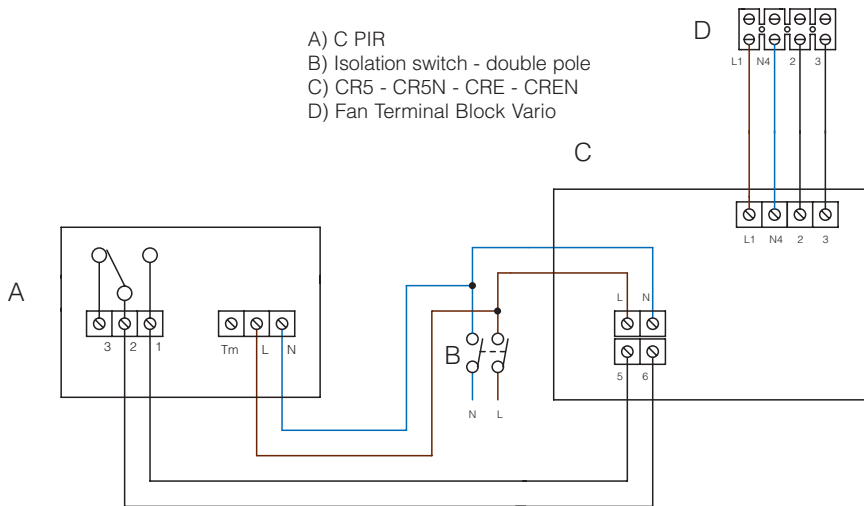 D
A) C PIR
B) Isolation switch - double pole
C) CR5 - CR5N - CRE - CREN
D) Fan Terminal Block Vario
L1 N4 2 3
C
L1 N4 2 3
A
L N
3 2 1 Tm L N
B
5 6
N L